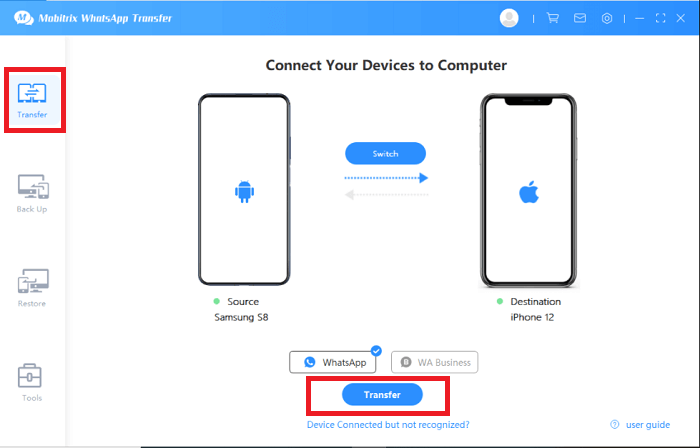 Mobitrix WhatsApp Transfer
Connect Your Devices to Computer
Transfer
Back Up
Restore
Tools
Switch
Source
Samsung S8
Destination
iPhone 12
WhatsApp
WA Business
Transfer
Device Connected but not recognized?
user guide